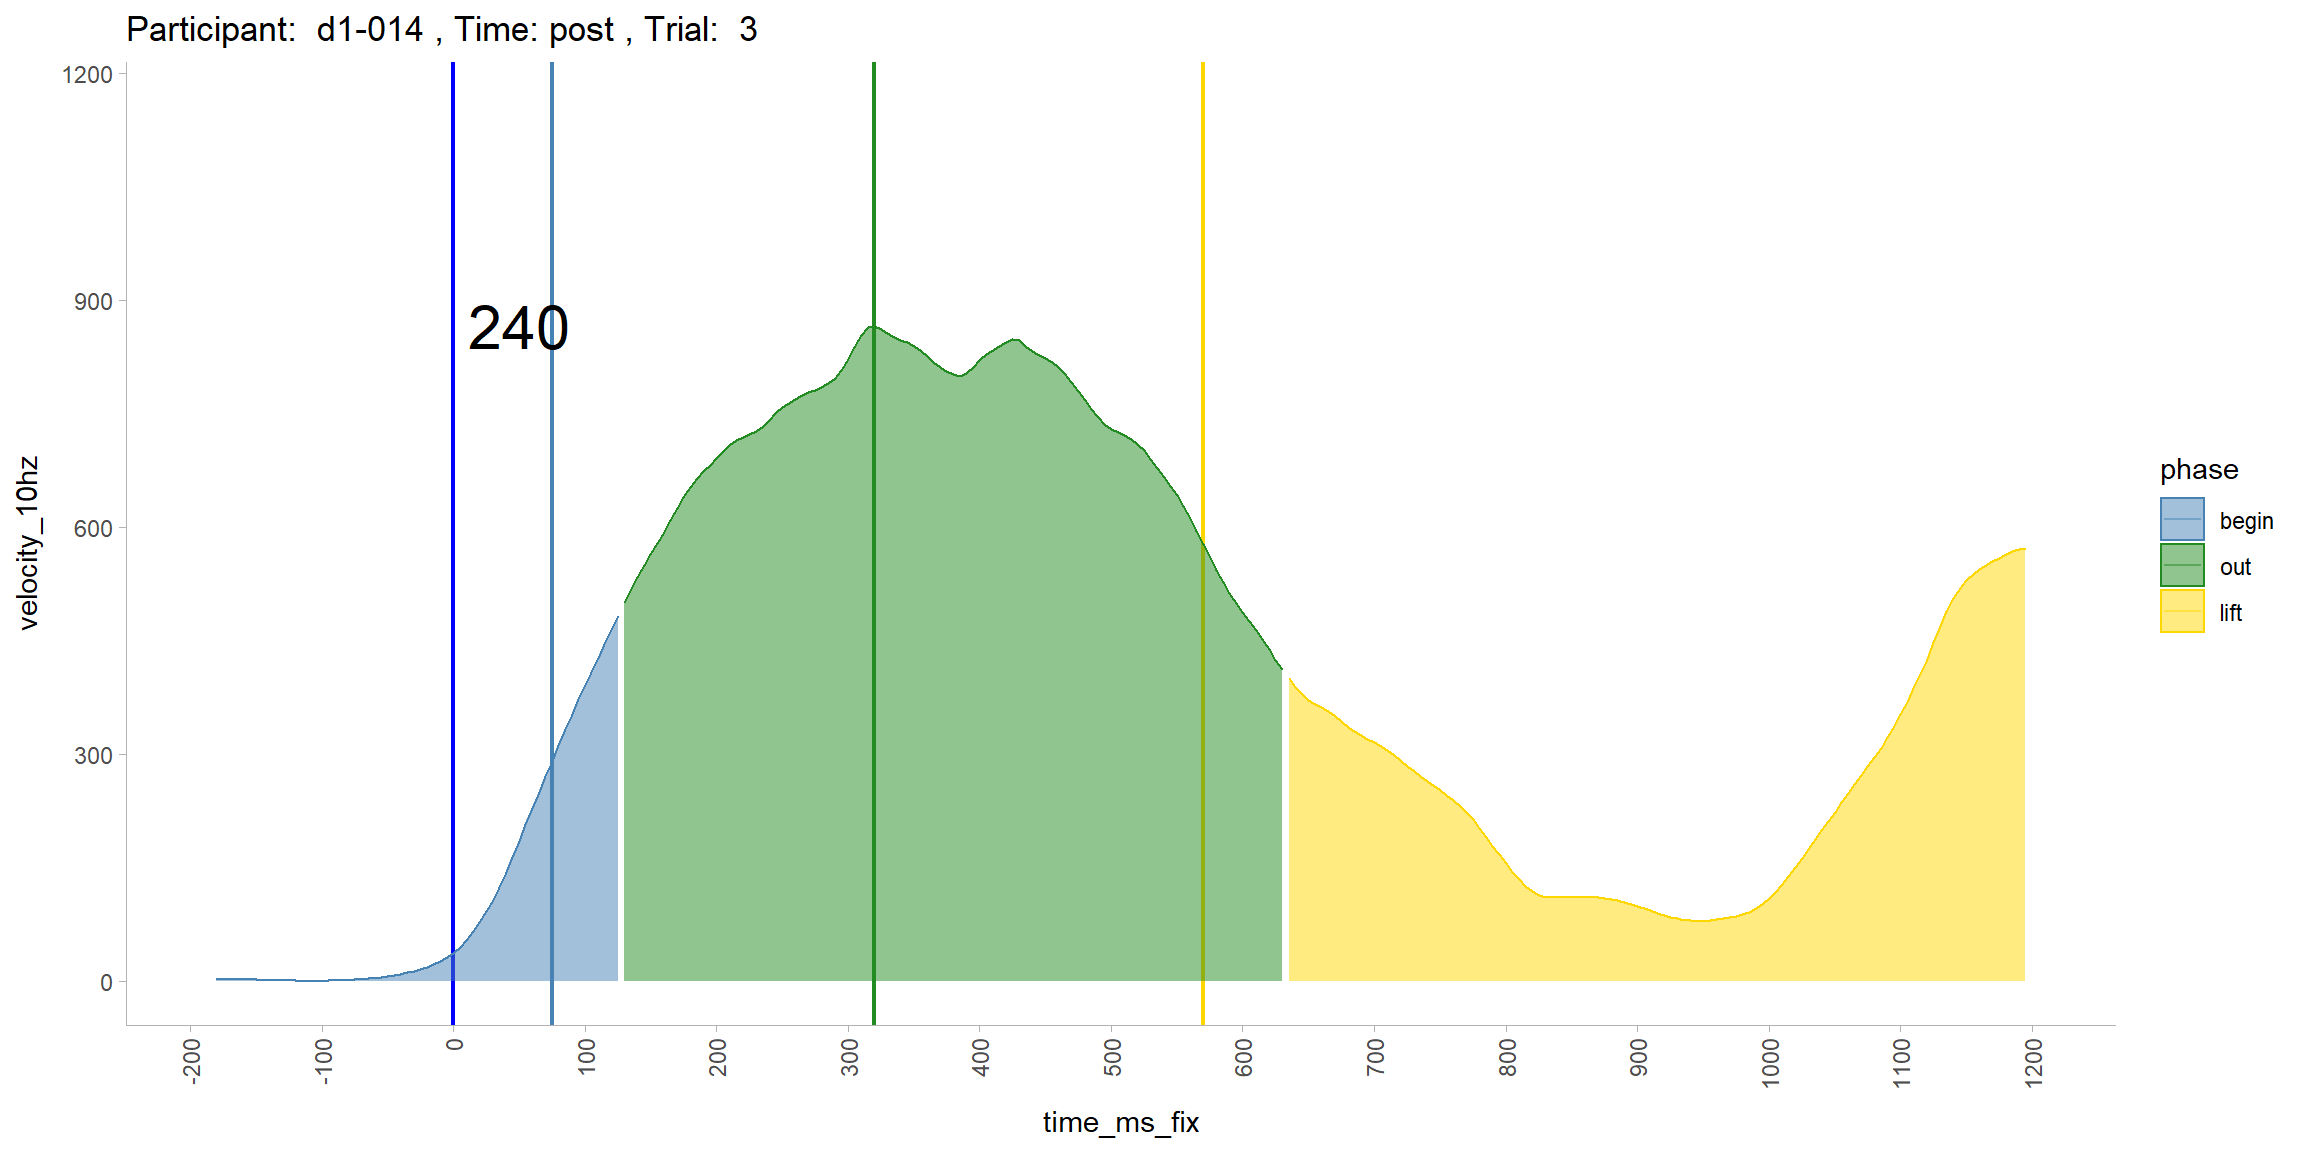 Participant:  d1-014 , Time: post , Trial:  3
1200
900
600
300
0
velocity_10hz
240
-200 -100 0 100 200 300 400 500 600 700 800 900 1000 1100 1200
time_ms_fix
phase
begin
out
lift